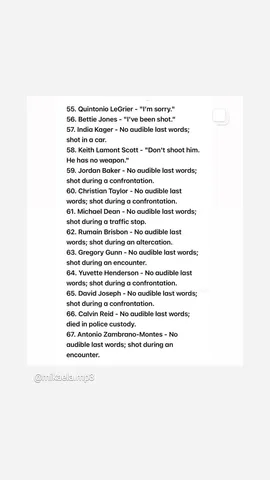 55. Quintonio LeGrier - "I'm sorry."
56. Bettie Jones - "I've been shot."
57. India Kager - No audible last words;
shot in a car.
58. Keith Lamont Scott - "Don't shoot him.
He has no weapon."
59. Jordan Baker - No audible last words;
shot during a confrontation.
60. Christian Taylor - No audible last
words; shot during a confrontation.
61. Michael Dean - No audible last words;
shot during a traffic stop.
62. Rumain Brisbon - No audible last
words; shot during an altercation.
63. Gregory Gunn - No audible last words;
shot during an encounter.
64. Yuvette Henderson - No audible last
words; shot during a confrontation.
65. David Joseph - No audible last words;
shot during a confrontation.
66. Calvin Reid - No audible last words;
died in police custody.
67. Antonio Zambrano-Montes - No
audible last words; shot during an
encounter.
@mikaela.mp3